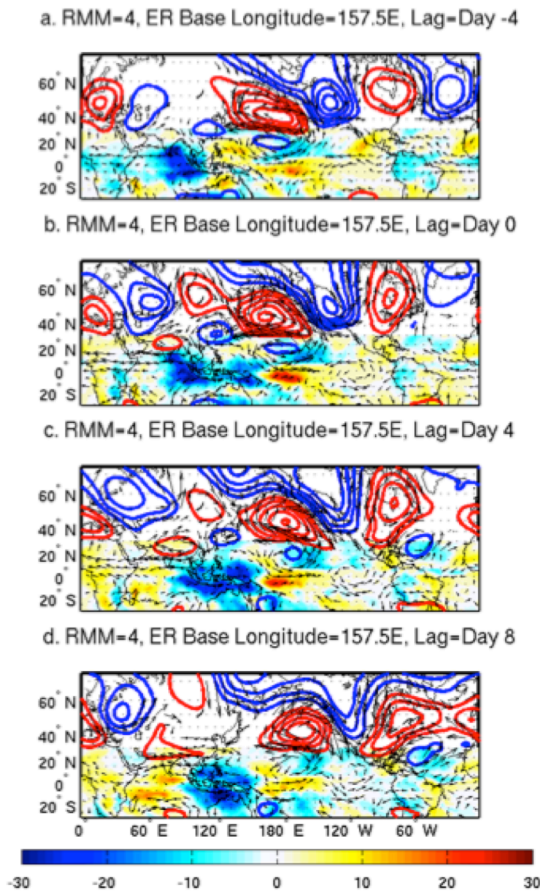 a. RMM=4, ER Base Longitude=157.5E, Lag=Day -4
60° N
40° N
20° N
0°
20° S
b. RMM=4, ER Base Longitude=157.5E, Lag=Day 0
60° N
40° N
20° N
0°
20° S
c. RMM=4, ER Base Longitude=157.5E, Lag=Day 4
60° N
40° N
20° N
0°
20° S
d. RMM=4, ER Base Longitude=157.5E, Lag=Day 8
60° N
40° N
20° N
0°
20° S
0° 60° E 120° E 180° E 120° W 60° W
-30 -20 -10 0 10 20 30